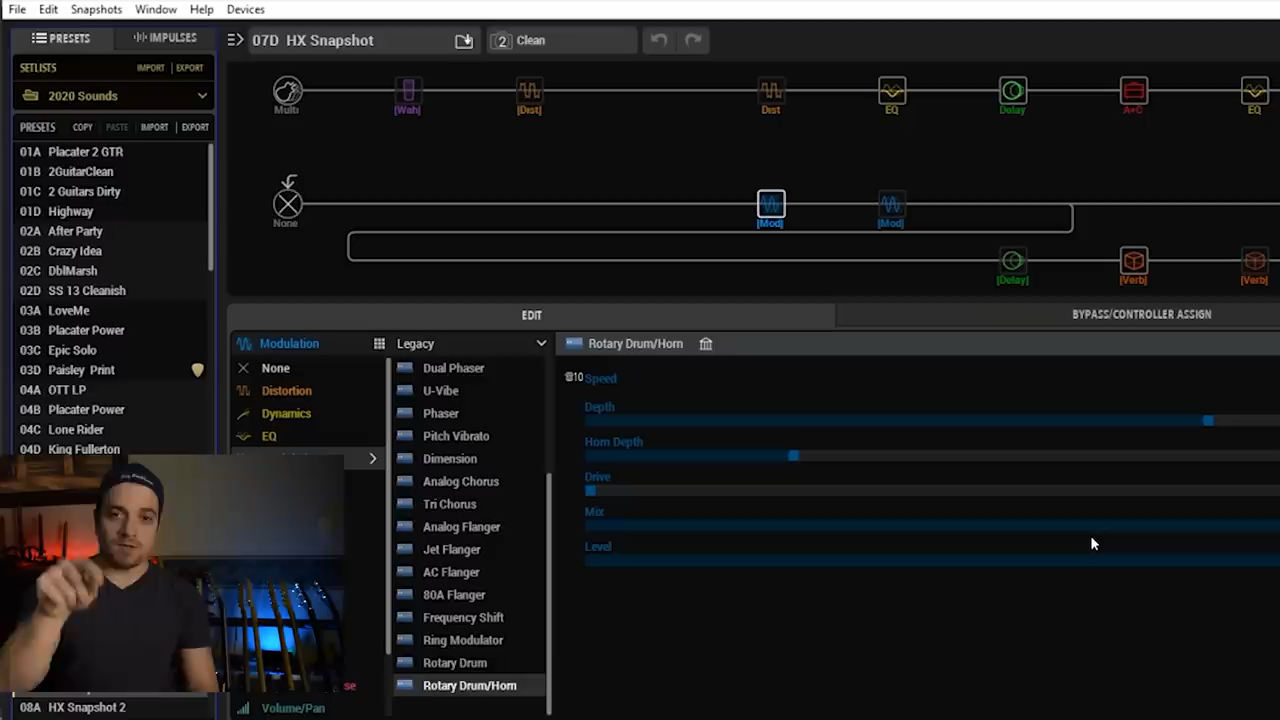 File Edit Snapshots Window Help Devices
PRESETS IMPULSES
07D HX Snapshot 2 Clean
SETLISTS IMPORT | EXPORT
2020 Sounds
PRESETS COPY PASTE IMPORT | EXPORT
01A Placater 2 GTR
01B 2GuitarClean
01C 2 Guitars Dirty
01D Highway
02A After Party
02B Crazy Idea
02C DblMarsh
02D SS 13 Cleanish
03A LoveMe
03B Placater Power
03C Epic Solo
03D Paisley Print
04A OTT LP
04B Placater Power
04C Lone Rider
04D King Fullerton
08A HX Snapshot 2
Multi [Wah] [Dist] Dist EQ Delay A+C EQ
None [Mod] [Mod]
[Delay] [Verb] [Verb]
EDIT BYPASS/CONTROLLER ASSIGN
Modulation Legacy Rotary Drum/Horn
None
Distortion
Dynamics
EQ
se
Volume/Pan
Dual Phaser
U-Vibe
Phaser
Pitch Vibrato
Dimension
Analog Chorus
Tri Chorus
Analog Flanger
Jet Flanger
AC Flanger
80A Flanger
Frequency Shift
Ring Modulator
Rotary Drum
Rotary Drum/Horn
10 Speed
Depth
Horn Depth
Drive
Mix
Level